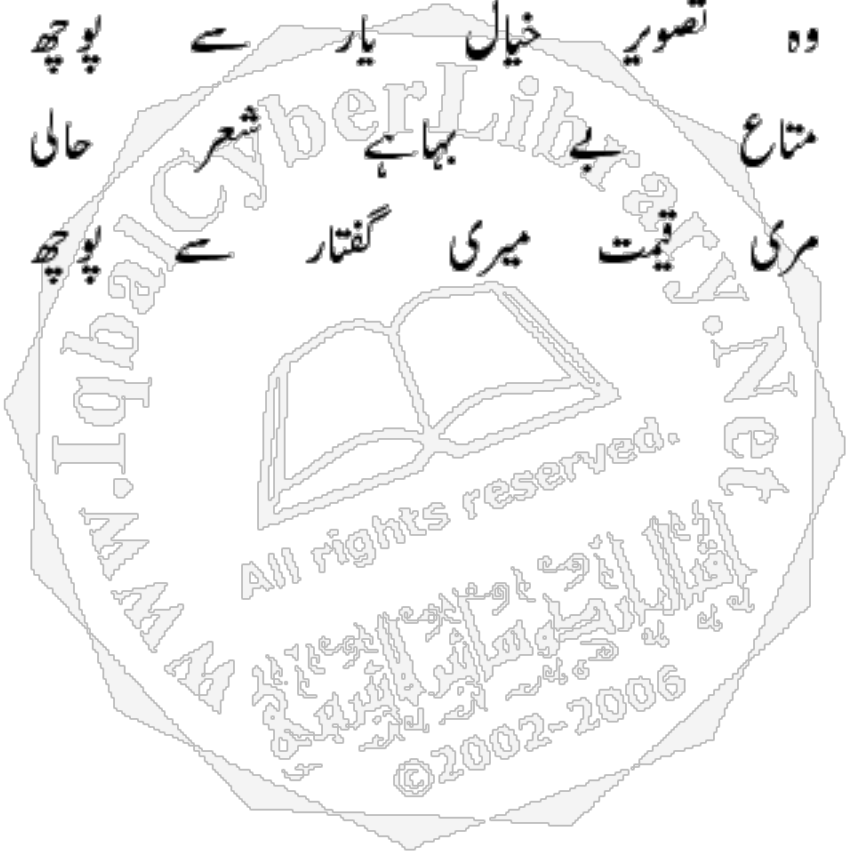 وہ تصویر خیال یار سے پوچھ
متاع بے بہا ہے شعر حالی
مری قیمت میری گفتار سے پوچھ
www.IqbalCyberLibrary.Net
All rights reserved.
©2002-2006